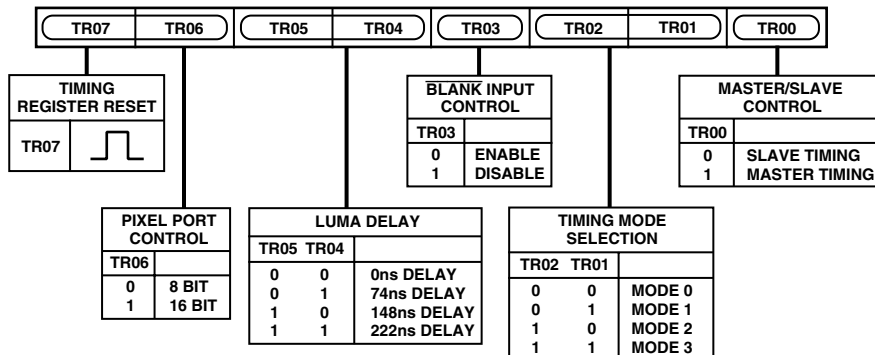 TR07 TR06 TR05 TR04 TR03 TR02 TR01 TR00
TIMING
REGISTER RESET
TR07
BLANK INPUT
CONTROL
TR03
0 ENABLE
1 DISABLE
MASTER/SLAVE
CONTROL
TR00
0 SLAVE TIMING
1 MASTER TIMING
PIXEL PORT
CONTROL
TR06
0 8 BIT
1 16 BIT
LUMA DELAY
TR05 TR04
0 0 0ns DELAY
0 1 74ns DELAY
1 0 148ns DELAY
1 1 222ns DELAY
TIMING MODE
SELECTION
TR02 TR01
0 0 MODE 0
0 1 MODE 1
1 0 MODE 2
1 1 MODE 3